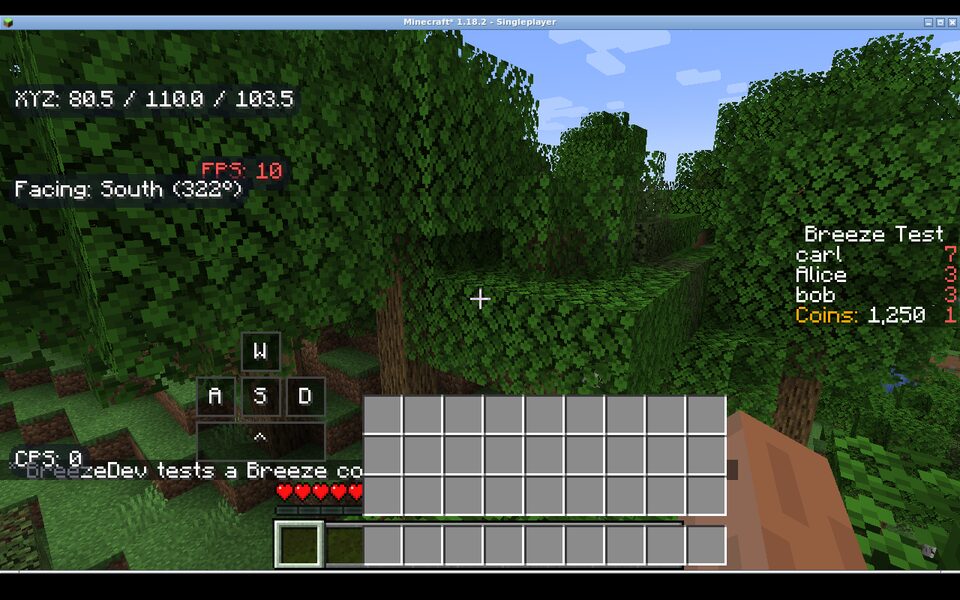 Minecraft* 1.18.2 - Singleplayer
XYZ: 80.5 / 110.0 / 103.5
FPS: 10
Facing: South (322°)
Breeze Test
carl 7
Alice 3
bob 3
Coins: 1,250 1
W
A S D
^
CPS: 0
* BreezeDev tests a Breeze co